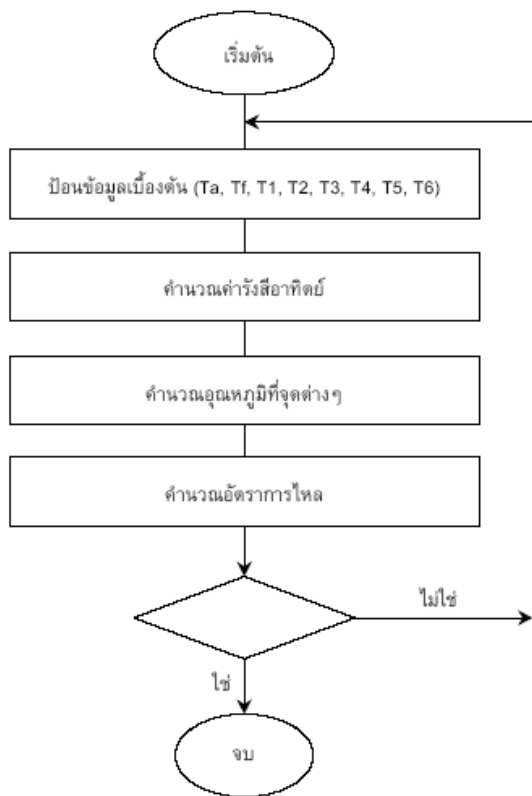 เริ่มต้น
ป้อนข้อมูลเบื้องต้น (Ta, Tf, T1, T2, T3, T4, T5, T6)
คำนวณค่ารังสีอาทิตย์
คำนวณอุณหภูมิที่จุดต่างๆ
คำนวณอัตราการไหล
ไม่ใช่
ใช่
จบ